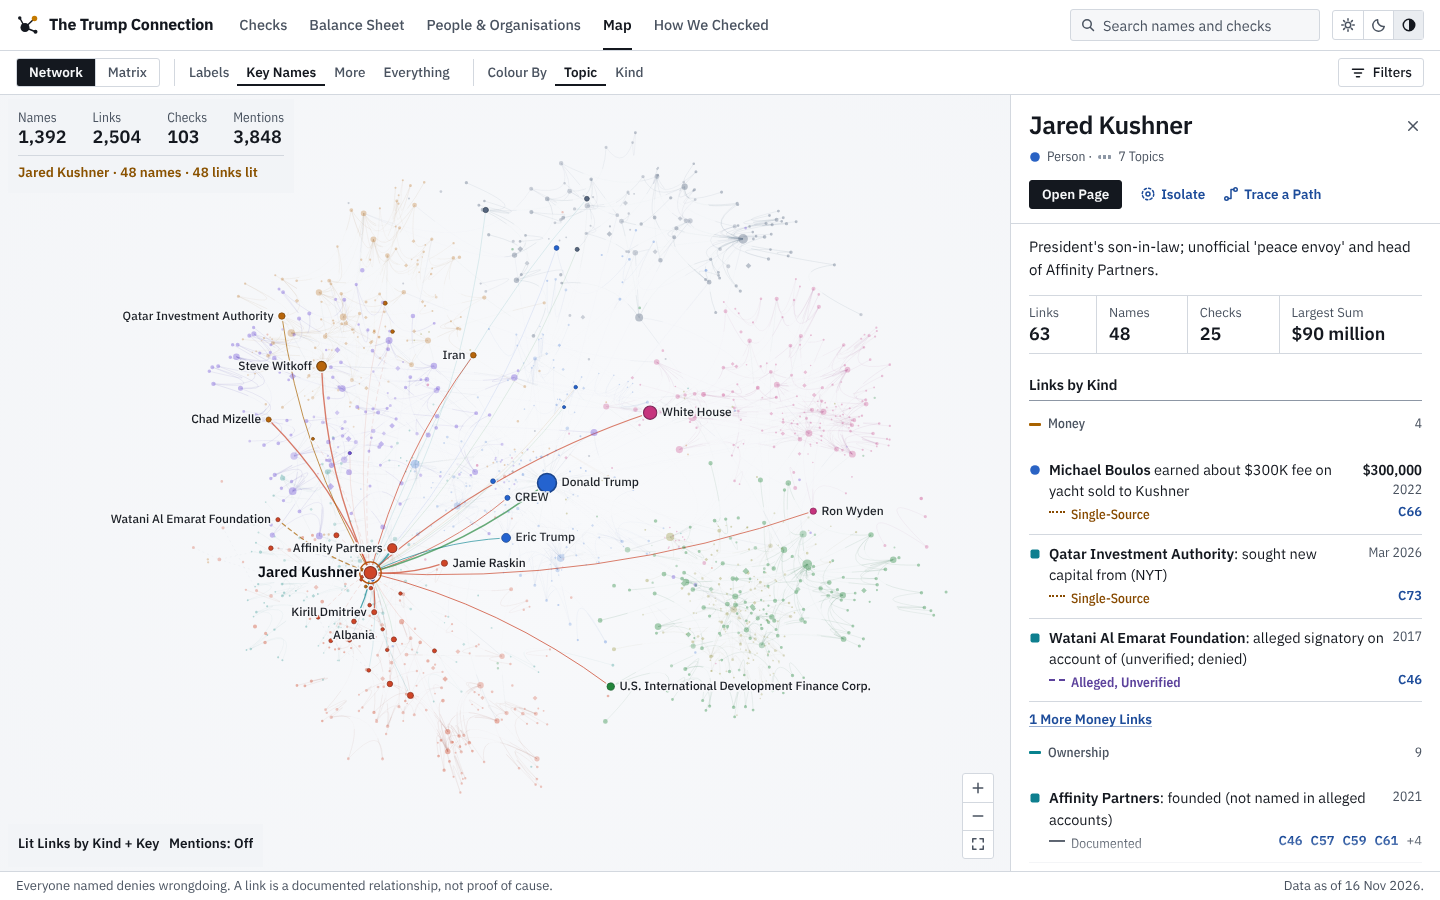 The Trump Connection
Checks
Balance Sheet
People & Organisations
Map
How We Checked
Search names and checks
Network
Matrix
Labels
Key Names
More
Everything
Colour By
Topic
Kind
Filters
Names
Links
Checks
Mentions
1,392
2,504
103
3,848
Jared Kushner · 48 names · 48 links lit
Qatar Investment Authority
Iran
Steve Witkoff
White House
Chad Mizelle
Donald Trump
CREW
Ron Wyden
Watani Al Emarat Foundation
Eric Trump
Affinity Partners
Jamie Raskin
Jared Kushner
Kirill Dmitriev
Albania
U.S. International Development Finance Corp.
Lit Links by Kind + Key
Mentions: Off
Jared Kushner
Person · 7 Topics
Open Page
Isolate
Trace a Path
President's son-in-law; unofficial 'peace envoy' and head
of Affinity Partners.
Links
Names
Checks
Largest Sum
63
48
25
$90 million
Links by Kind
Money
4
Michael Boulos earned about $300K fee on
$300,000
yacht sold to Kushner
2022
Single-Source
C66
Qatar Investment Authority: sought new
Mar 2026
capital from (NYT)
Single-Source
C73
Watani Al Emarat Foundation: alleged signatory on
2017
account of (unverified; denied)
Alleged, Unverified
C46
1 More Money Links
Ownership
9
Affinity Partners: founded (not named in alleged
2021
accounts)
Documented
C46 C57 C59 C61 +4
Everyone named denies wrongdoing. A link is a documented relationship, not proof of cause.
Data as of 16 Nov 2026.